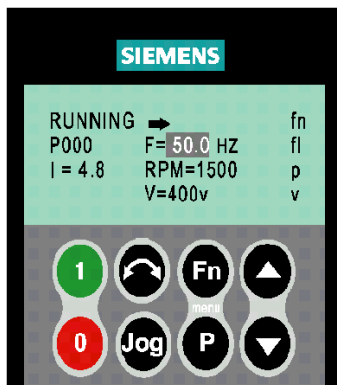 SIEMENS
RUNNING ➡ fn
P000 F= 50.0 HZ fl
I = 4.8 RPM=1500 p
V=400v v
1 Fn
menu
0 Jog P